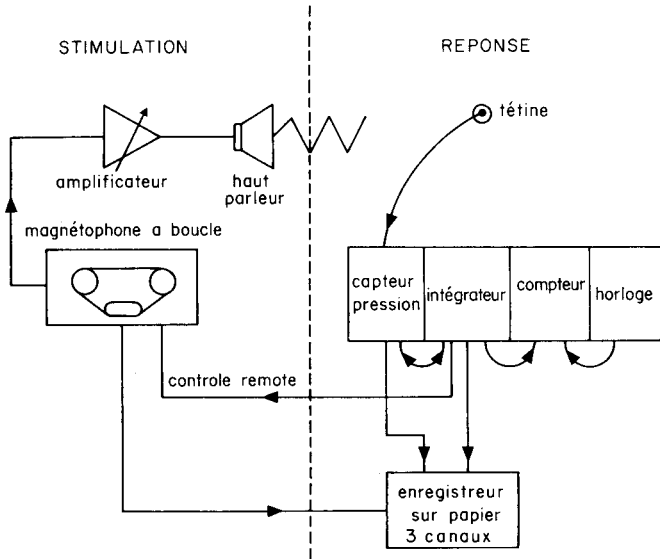 STIMULATION
REPONSE
tétine
amplificateur
haut
parleur
magnétophone a boucle
capteur
pression
intégrateur
compteur
horloge
controle remote
enregistreur
sur papier
3 canaux